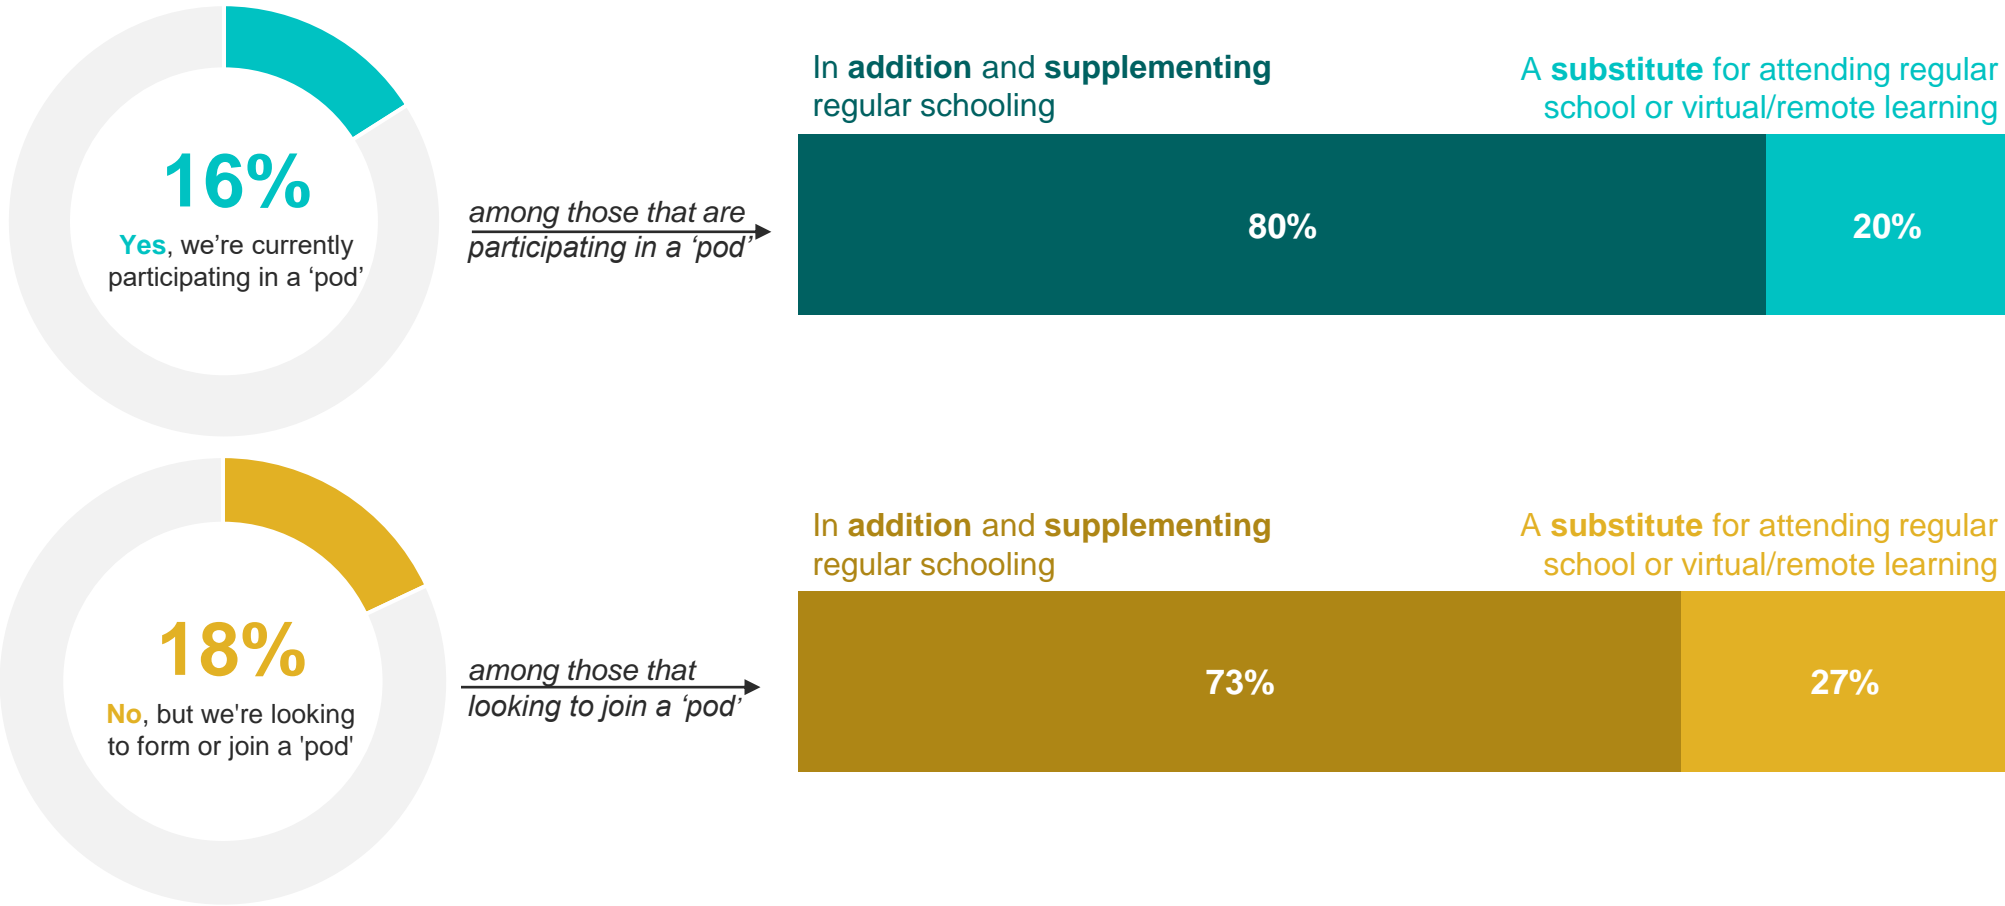 16%
Yes, we’re currently
participating in a ‘pod’
among those that are
participating in a ‘pod’
In addition and supplementing
regular schooling
A substitute for attending regular
school or virtual/remote learning
80%
20%
18%
No, but we're looking
to form or join a 'pod'
among those that
looking to join a ‘pod’
In addition and supplementing
regular schooling
A substitute for attending regular
school or virtual/remote learning
73%
27%